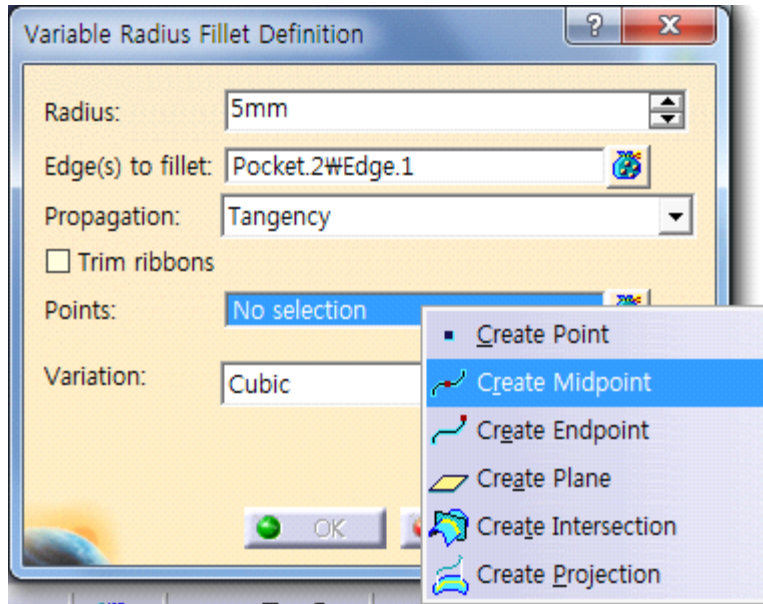 Variable Radius Fillet Definition
Radius: 5mm
Edge(s) to fillet: Pocket.2₩Edge.1
Propagation: Tangency
Trim ribbons
Points: No selection
Variation: Cubic
OK
Create Point
Create Midpoint
Create Endpoint
Create Plane
Create Intersection
Create Projection